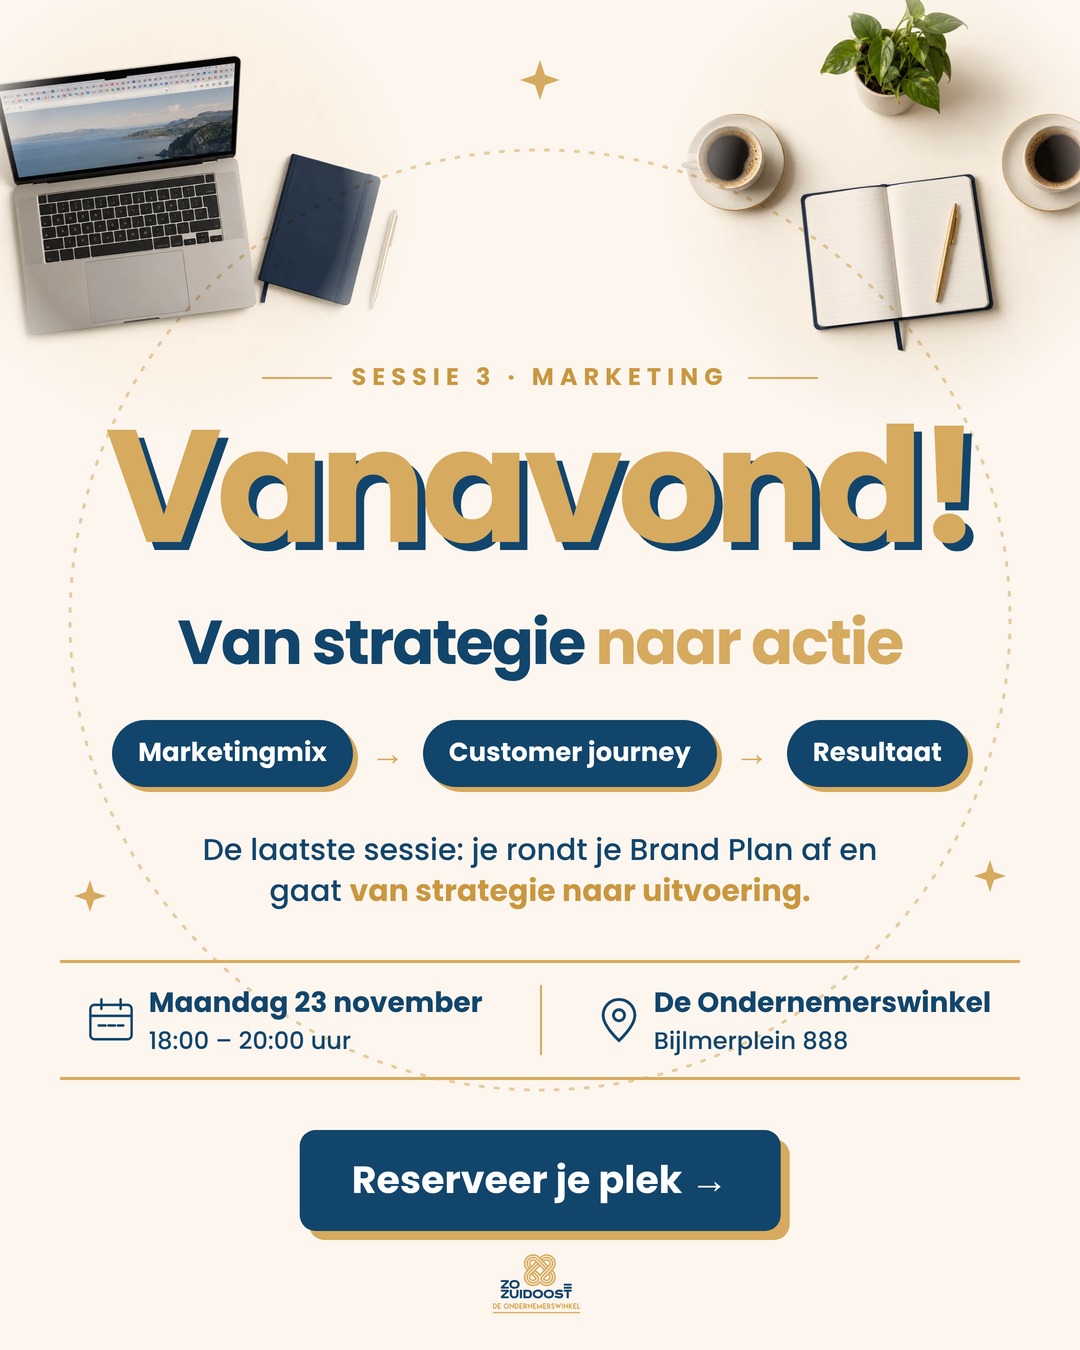 SESSIE 3 · MARKETING
Vanavond!
Van strategie naar actie
Marketingmix → Customer journey → Resultaat
De laatste sessie: je rondt je Brand Plan af en
gaat van strategie naar uitvoering.
Maandag 23 november
18:00 – 20:00 uur
De Ondernemerswinkel
Bijlmerplein 888
Reserveer je plek →
ZO
ZUIDOOST
DE ONDERNEMERSWINKEL